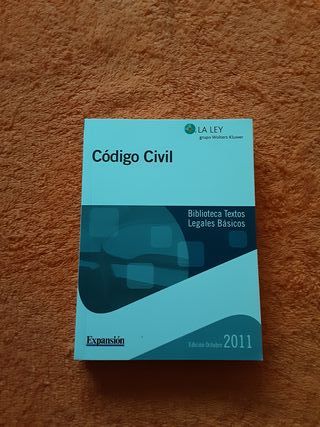 LA LEY
grupo Wolters Kluwer
Código Civil
Biblioteca Textos
Legales Básicos
Expansión
Edición Octubre 2011